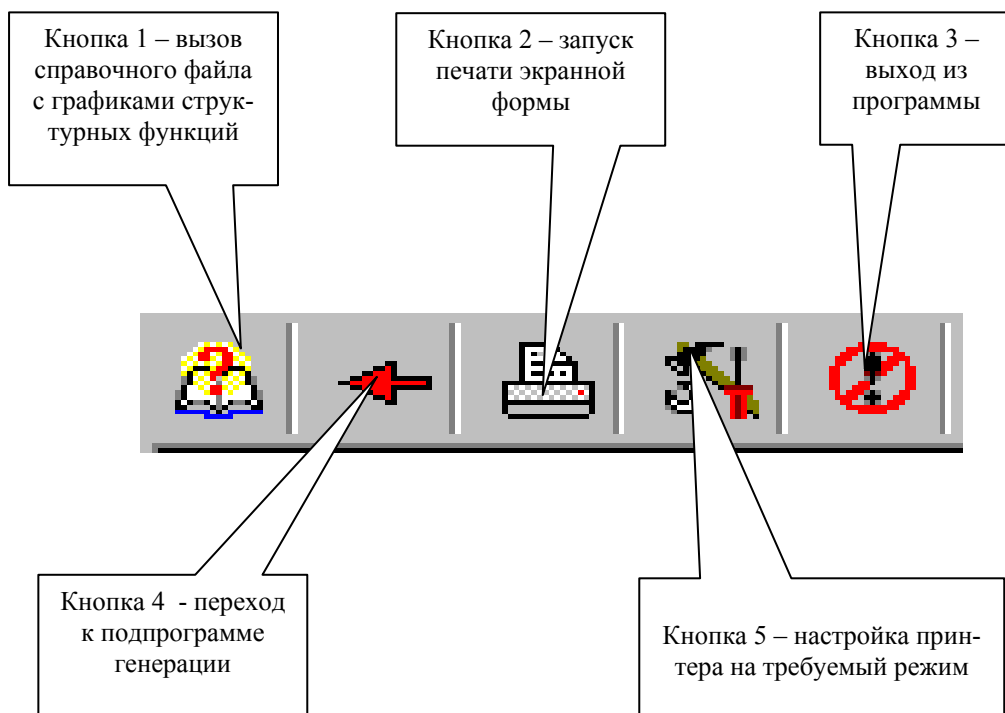 Кнопка 1 – вызов
справочного файла
с графиками струк-
турных функций
Кнопка 2 – запуск
печати экранной
формы
Кнопка 3 –
выход из
программы
Кнопка 4  - переход
к подпрограмме
генерации
Кнопка 5 – настройка прин-
тера на требуемый режим